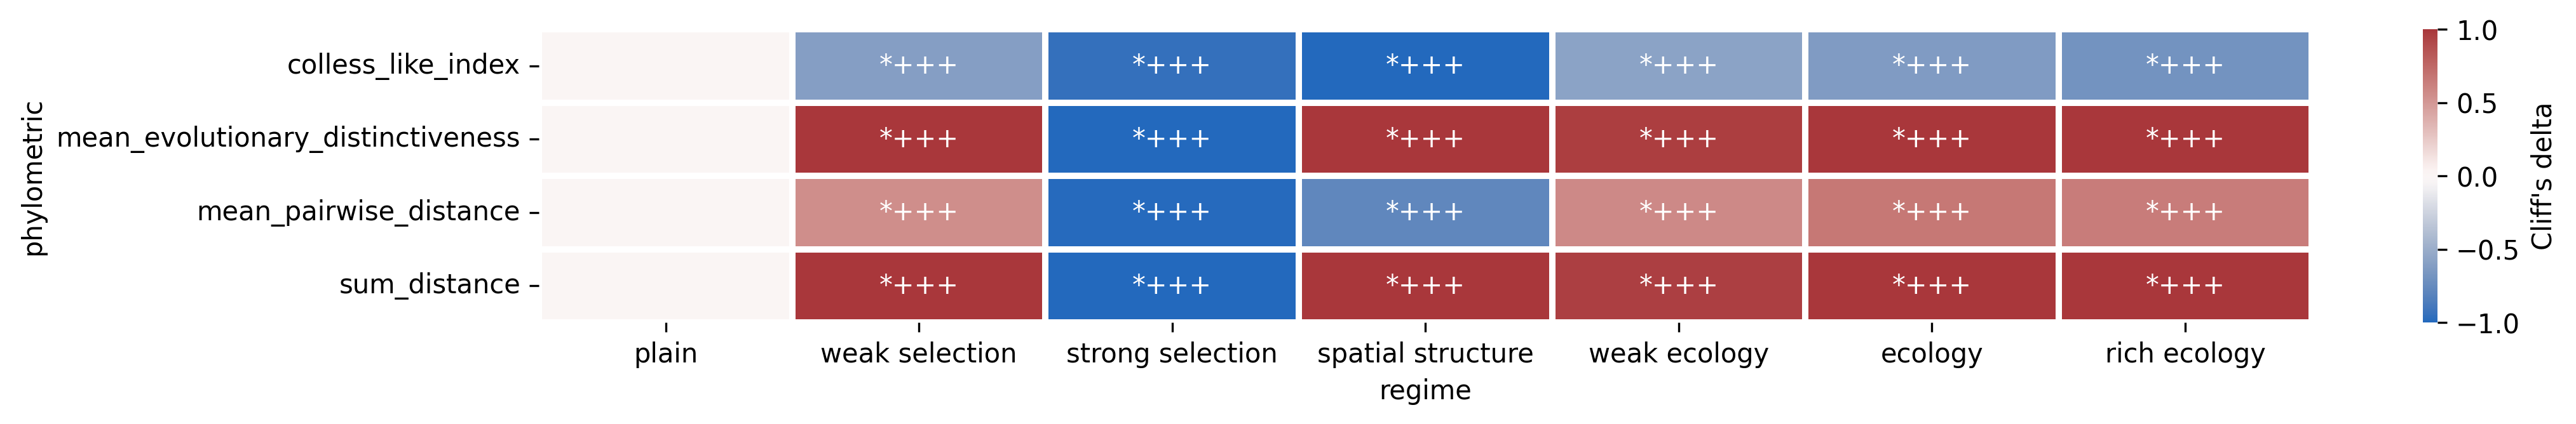 phylometric
colless_like_index
*+++ *+++ *+++ *+++ *+++ *+++
mean_evolutionary_distinctiveness
*+++ *+++ *+++ *+++ *+++ *+++
mean_pairwise_distance
*+++ *+++ *+++ *+++ *+++ *+++
sum_distance
*+++ *+++ *+++ *+++ *+++ *+++
plain
weak selection
strong selection
spatial structure
weak ecology
ecology
rich ecology
regime
1.0
0.5
0.0
−0.5
−1.0
Cliff's delta